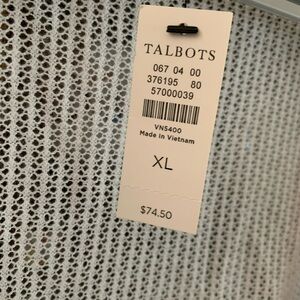 TALBOTS
067 04 00
376195 80
57000039
VN5400
Made in Vietnam
XL
$74.50